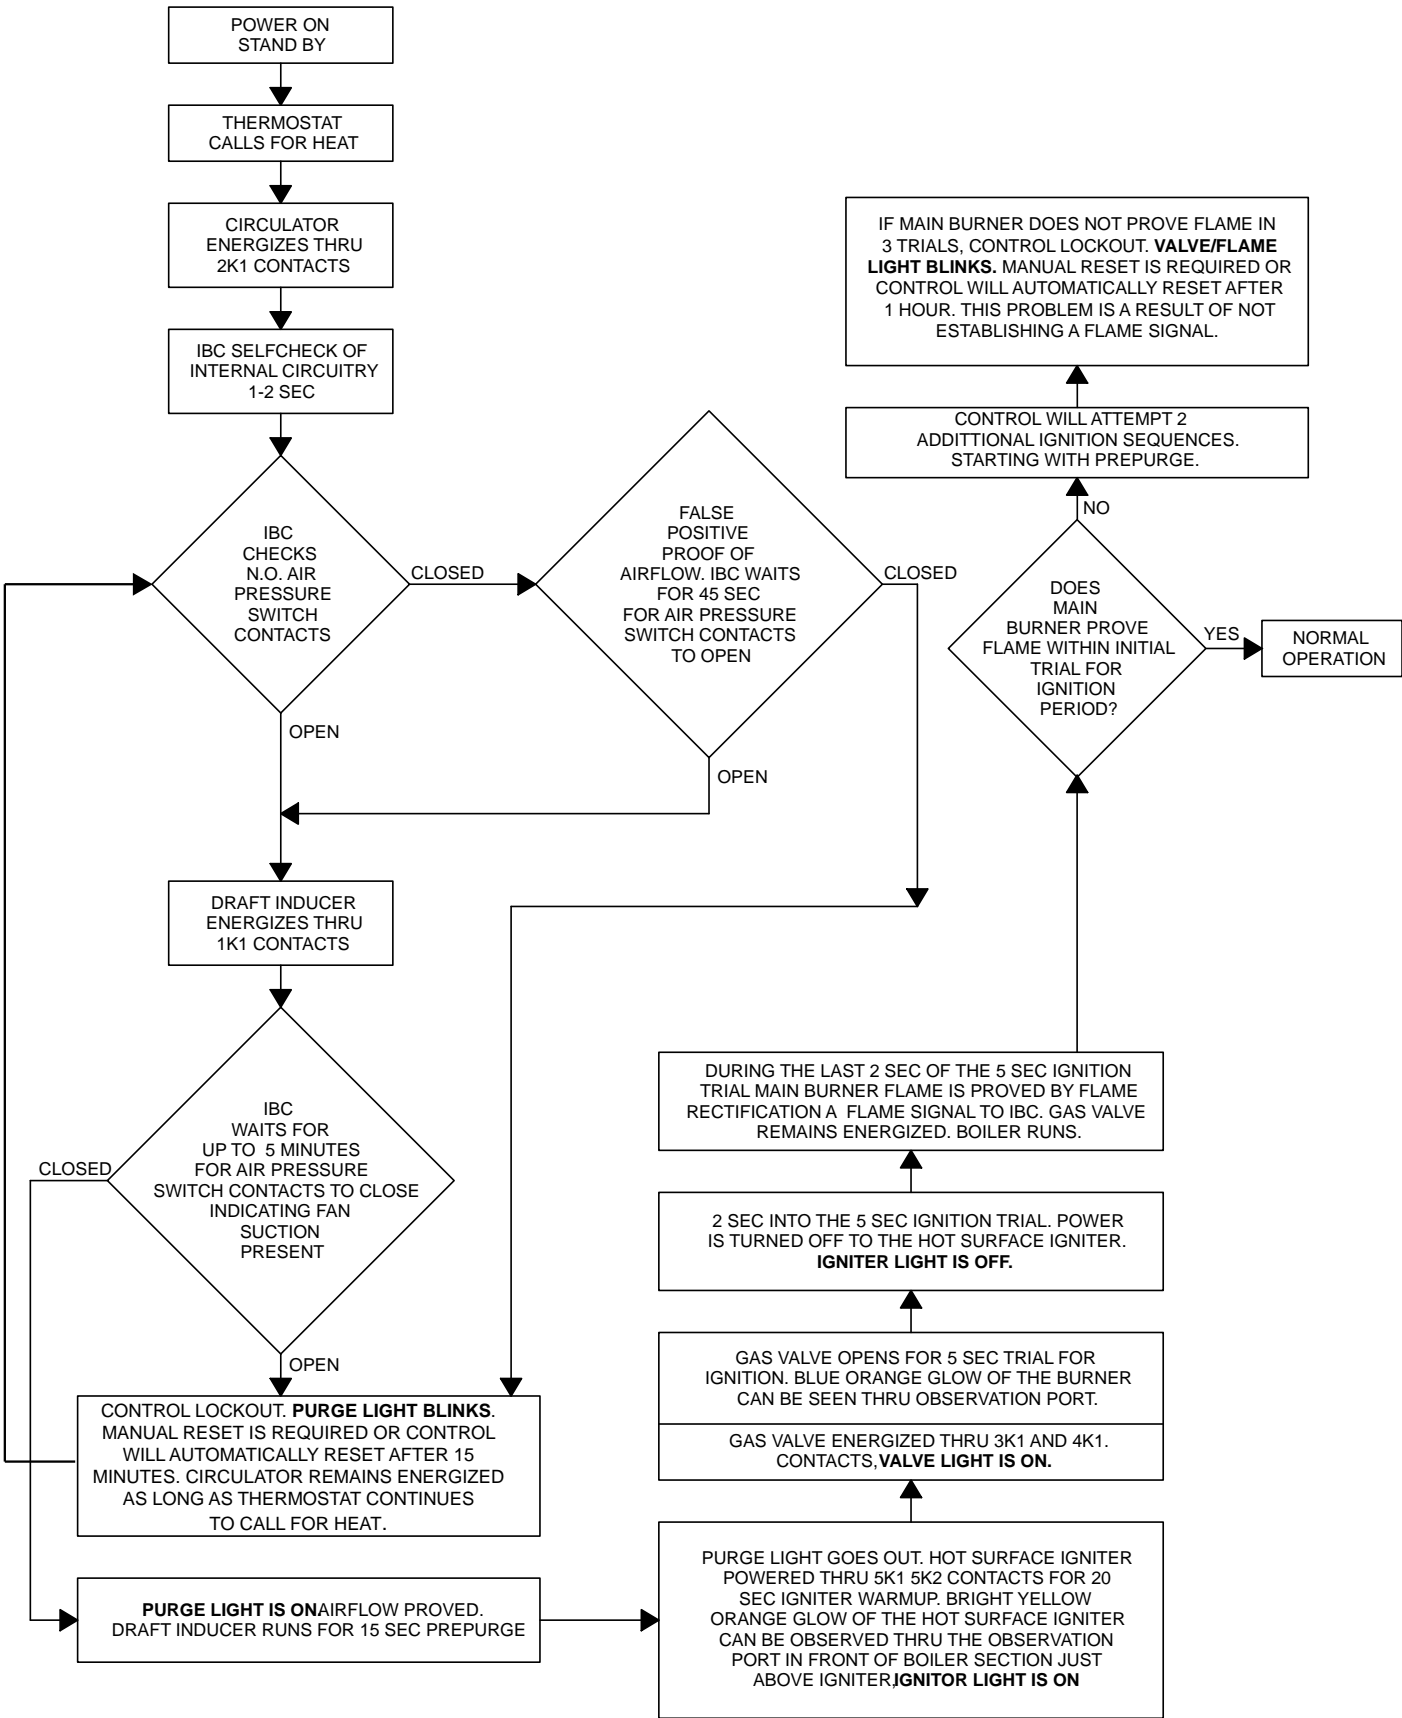 POWER ON
STAND BY
THERMOSTAT
CALLS FOR HEAT
CIRCULATOR
ENERGIZES THRU
2K1 CONTACTS
IBC SELFCHECK OF
INTERNAL CIRCUITRY
1-2 SEC
IBC
CHECKS
N.O. AIR
PRESSURE
SWITCH
CONTACTS
CLOSED
OPEN
FALSE
POSITIVE
PROOF OF
AIRFLOW. IBC WAITS
FOR 45 SEC
FOR AIR PRESSURE
SWITCH CONTACTS
TO OPEN
CLOSED
OPEN
DRAFT INDUCER
ENERGIZES THRU
1K1 CONTACTS
IBC
WAITS FOR
UP TO 5 MINUTES
FOR AIR PRESSURE
SWITCH CONTACTS TO CLOSE
INDICATING FAN
SUCTION
PRESENT
CLOSED
OPEN
CONTROL LOCKOUT. PURGE LIGHT BLINKS.
MANUAL RESET IS REQUIRED OR CONTROL
WILL AUTOMATICALLY RESET AFTER 15
MINUTES. CIRCULATOR REMAINS ENERGIZED
AS LONG AS THERMOSTAT CONTINUES
TO CALL FOR HEAT.
PURGE LIGHT IS ON AIRFLOW PROVED.
DRAFT INDUCER RUNS FOR 15 SEC PREPURGE
PURGE LIGHT GOES OUT. HOT SURFACE IGNITER
POWERED THRU 5K1 5K2 CONTACTS FOR 20
SEC IGNITER WARMUP. BRIGHT YELLOW
ORANGE GLOW OF THE HOT SURFACE IGNITER
CAN BE OBSERVED THRU THE OBSERVATION
PORT IN FRONT OF BOILER SECTION JUST
ABOVE IGNITER, IGNITOR LIGHT IS ON
GAS VALVE OPENS FOR 5 SEC TRIAL FOR
IGNITION. BLUE ORANGE GLOW OF THE BURNER
CAN BE SEEN THRU OBSERVATION PORT.
GAS VALVE ENERGIZED THRU 3K1 AND 4K1.
CONTACTS, VALVE LIGHT IS ON.
2 SEC INTO THE 5 SEC IGNITION TRIAL. POWER
IS TURNED OFF TO THE HOT SURFACE IGNITER.
IGNITER LIGHT IS OFF.
DURING THE LAST 2 SEC OF THE 5 SEC IGNITION
TRIAL MAIN BURNER FLAME IS PROVED BY FLAME
RECTIFICATION A FLAME SIGNAL TO IBC. GAS VALVE
REMAINS ENERGIZED. BOILER RUNS.
DOES
MAIN
BURNER PROVE
FLAME WITHIN INITIAL
TRIAL FOR
IGNITION
PERIOD?
YES
NORMAL
OPERATION
NO
CONTROL WILL ATTEMPT 2
ADDITTIONAL IGNITION SEQUENCES.
STARTING WITH PREPURGE.
IF MAIN BURNER DOES NOT PROVE FLAME IN
3 TRIALS, CONTROL LOCKOUT. VALVE/FLAME
LIGHT BLINKS. MANUAL RESET IS REQUIRED OR
CONTROL WILL AUTOMATICALLY RESET AFTER
1 HOUR. THIS PROBLEM IS A RESULT OF NOT
ESTABLISHING A FLAME SIGNAL.